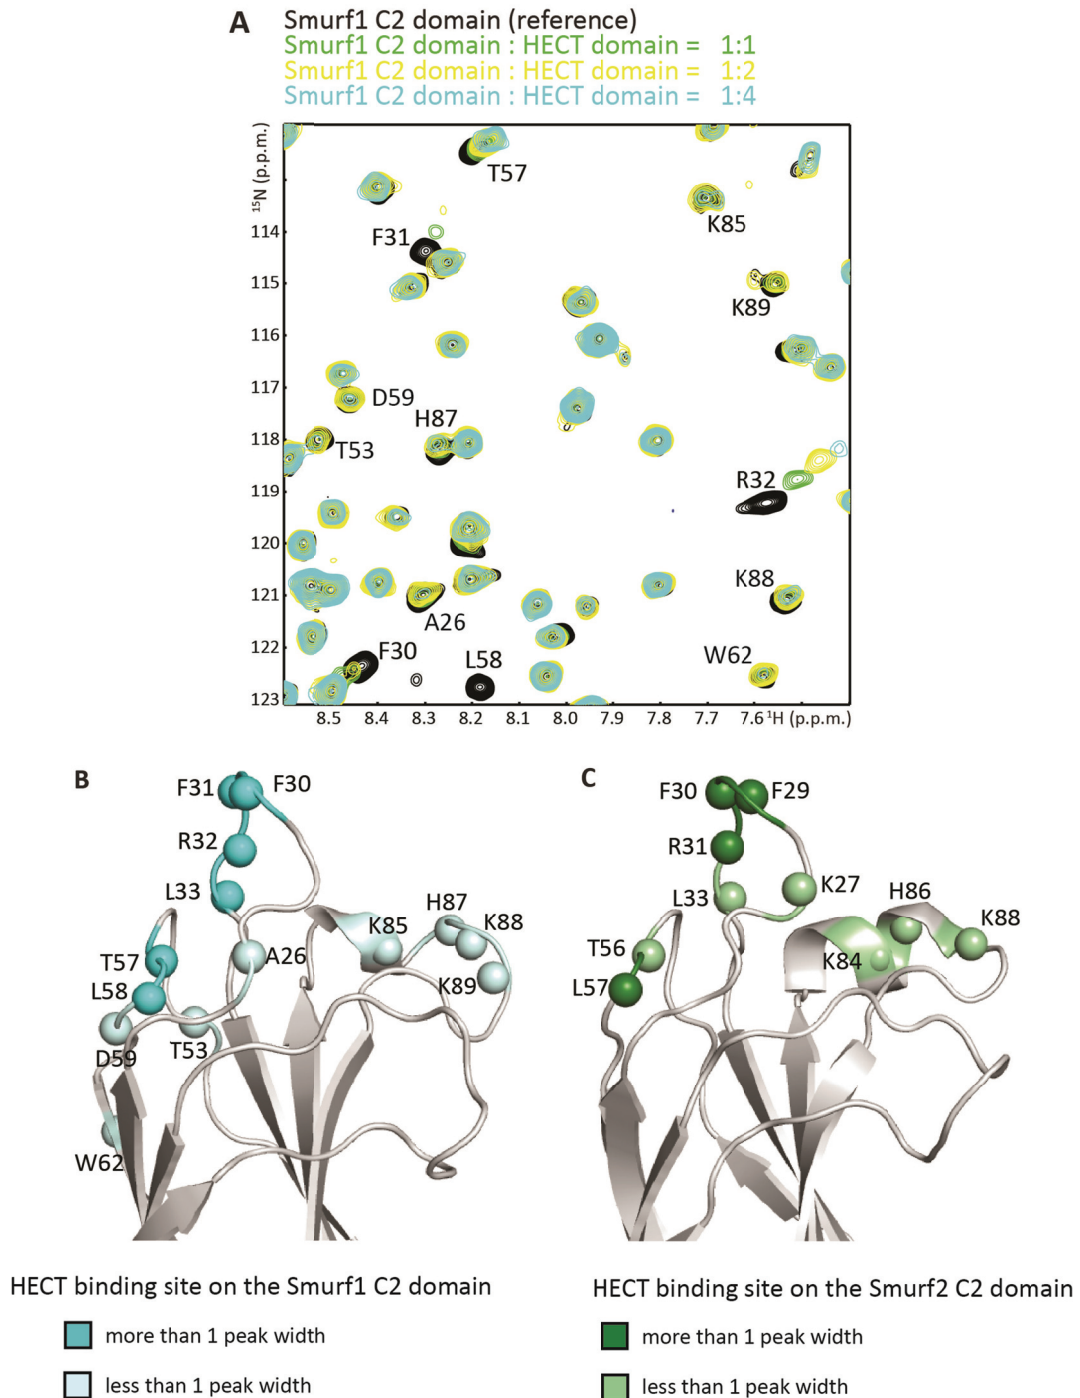 A
Smurf1 C2 domain (reference)
Smurf1 C2 domain : HECT domain = 1:1
Smurf1 C2 domain : HECT domain = 1:2
Smurf1 C2 domain : HECT domain = 1:4
¹⁵N (p.p.m.)
T57
K85
114
F31
115
K89
116
117
D59
118
H87
T53
119
R32
120
121
K88
A26
122
F30
L58
W62
123
8.5 8.4 8.3 8.2 8.1 8.0 7.9 7.8 7.7 7.6 ¹H (p.p.m.)
B
F31 F30
R32
L33
H87
K88
K85
T57
A26
K89
L58
D59
T53
W62
C
F30 F29
R31
K27
L33
H86
K88
T56
K84
L57
HECT binding site on the Smurf1 C2 domain
more than 1 peak width
less than 1 peak width
HECT binding site on the Smurf2 C2 domain
more than 1 peak width
less than 1 peak width